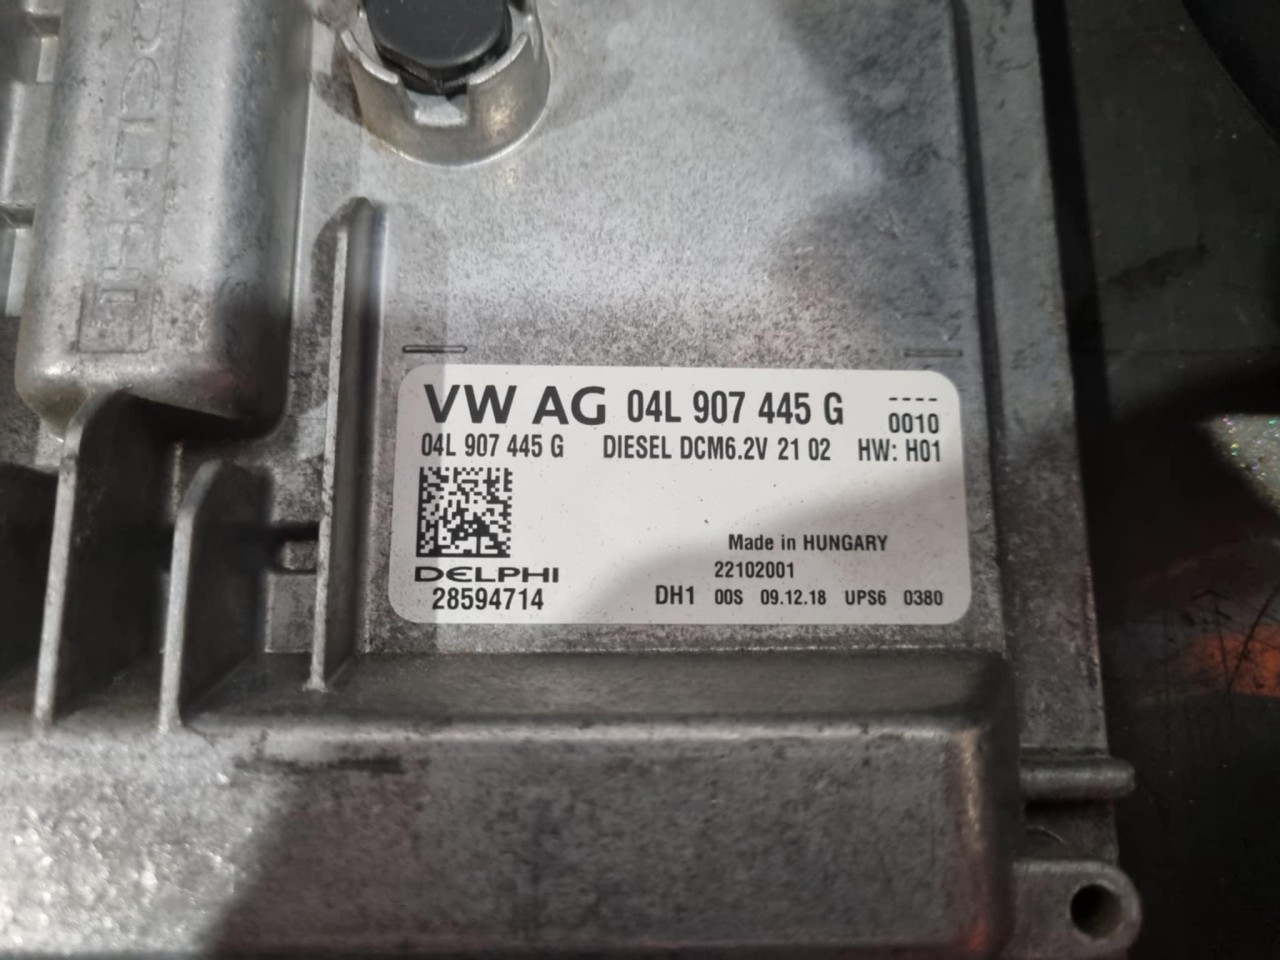 DELPHI
VW AG 04L 907 445 G ----
0010
04L 907 445 G DIESEL DCM6.2V 21 02 HW: H01
Made in HUNGARY
DELPHI 22102001
28594714 DH1 00S 09.12.18 UPS6 0380